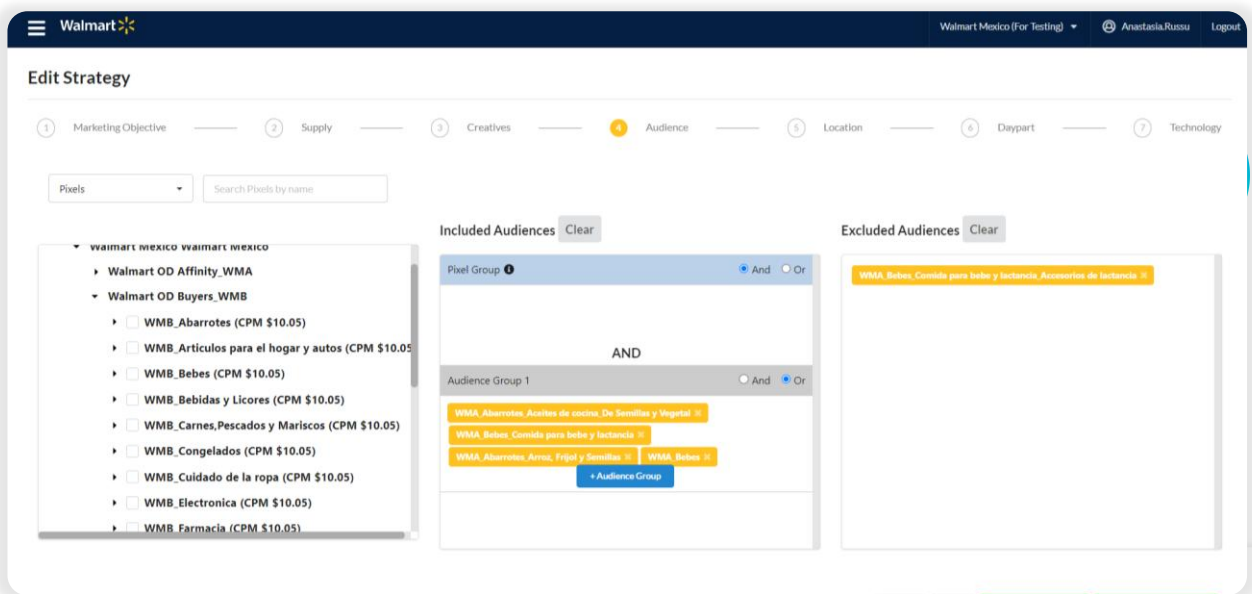 Walmart
Walmart Mexico (For Testing)
Anastasia.Russu
Logout
Edit Strategy
1 Marketing Objective
2 Supply
3 Creatives
4 Audience
5 Location
6 Daypart
7 Technology
Pixels
Search Pixels by name
Included Audiences Clear
Excluded Audiences Clear
Walmart Mexico Walmart Mexico
Walmart OD Affinity_WMA
Walmart OD Buyers_WMB
WMB_Abarrotes (CPM $10.05)
WMB_Articulos para el hogar y autos (CPM $10.05
WMB_Bebes (CPM $10.05)
WMB_Bebidas y Licores (CPM $10.05)
WMB_Carnes,Pescados y Mariscos (CPM $10.05)
WMB_Congelados (CPM $10.05)
WMB_Cuidado de la ropa (CPM $10.05)
WMB_Electronica (CPM $10.05)
WMB_Farmacia (CPM $10.05)
Pixel Group And Or
AND
Audience Group 1 And Or
WMA_Abarrotes_Aceites de cocina_De Semillas y Vegetal
WMA_Bebes_Comida para bebe y lactancia
WMA_Abarrotes_Arroz, Frijol y Semillas WMA_Bebes
+Audience Group
WMA_Bebes_Comida para bebe y lactancia_Accesorios de lactancia